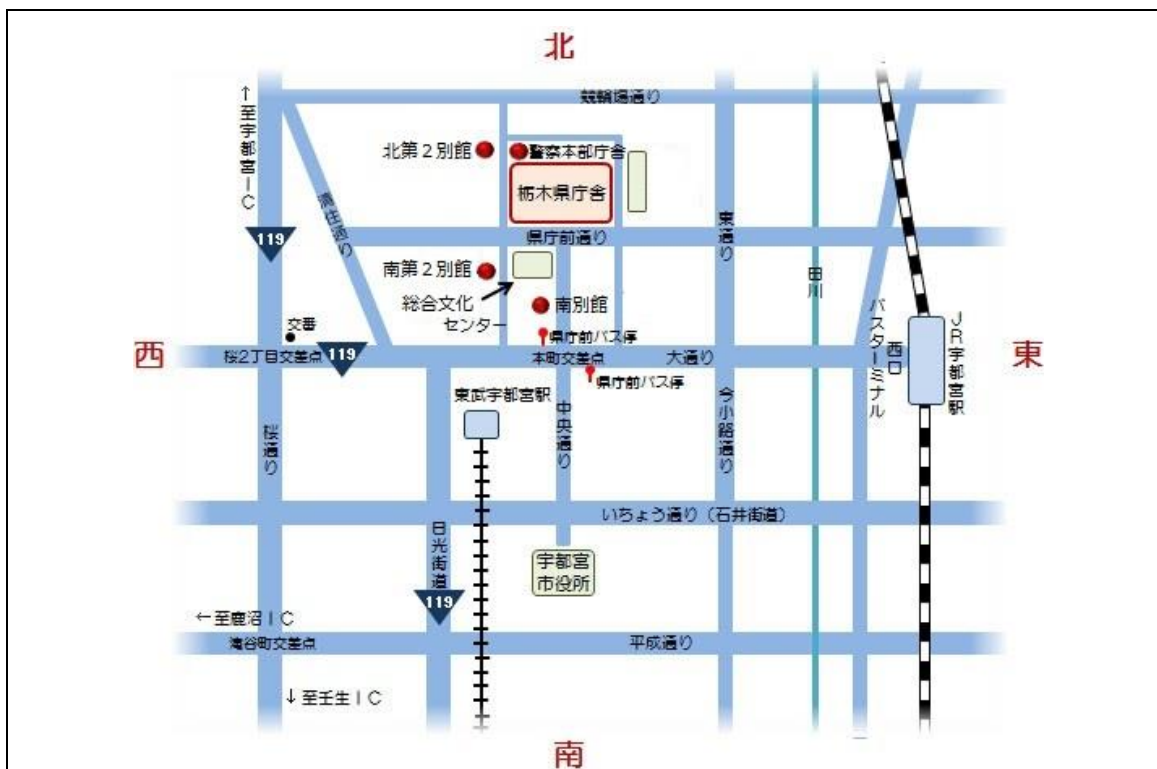 北
競輪場通り
↑至宇都宮IC
北第2別館
警察本部庁舎
栃木県庁舎
東通り
119
県庁前通り
南第2別館
田川
総合文化
センター
南別館
交番
県庁前バス停
西
桜2丁目交差点
119
本町交差点
大通り
県庁前バス停
西口
バスターミナル
JR宇都宮駅
東
東武宇都宮駅
桜通り
中央通り
今小路通り
いちょう通り（石井街道）
日光街道
宇都宮
市役所
119
←至鹿沼IC
滝谷町交差点
平成通り
↓至壬生IC
南